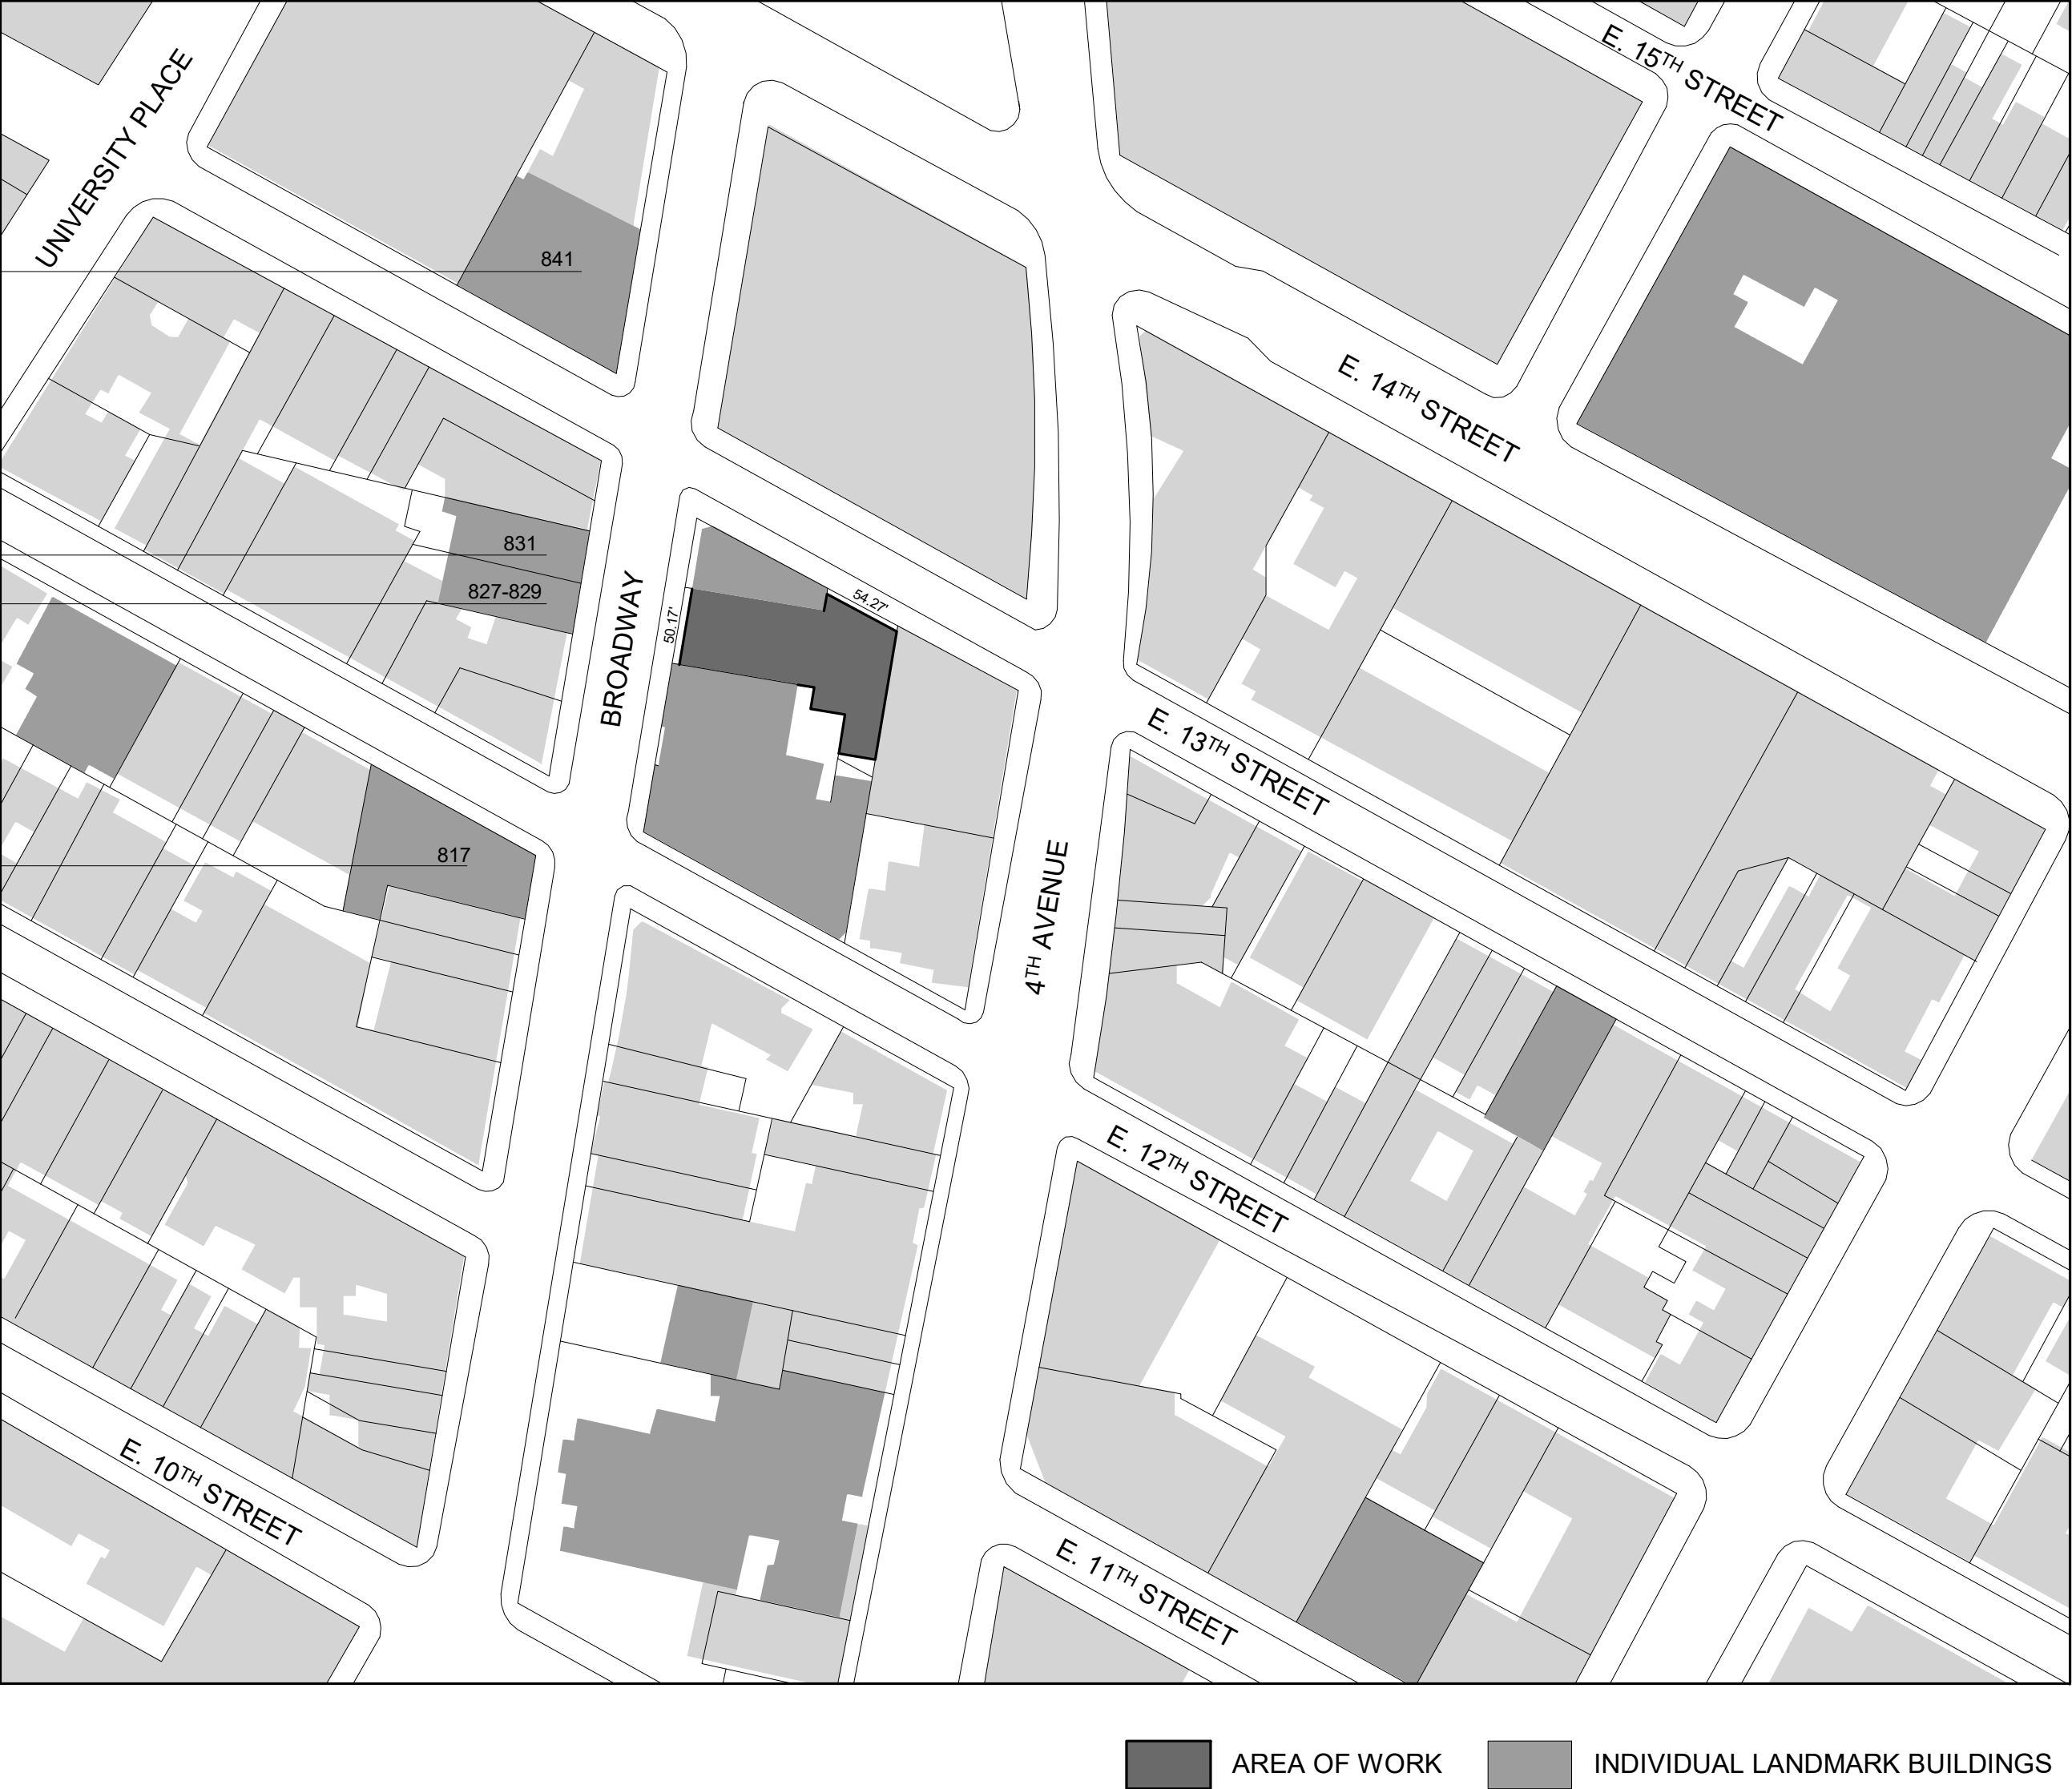 E. 15TH STREET
UNIVERSITY PLACE
841
E. 14TH STREET
831
827-829
54.27'
50.17'
BROADWAY
E. 13TH STREET
817
4TH AVENUE
E. 12TH STREET
E. 10TH STREET
E. 11TH STREET
AREA OF WORK
INDIVIDUAL LANDMARK BUILDINGS